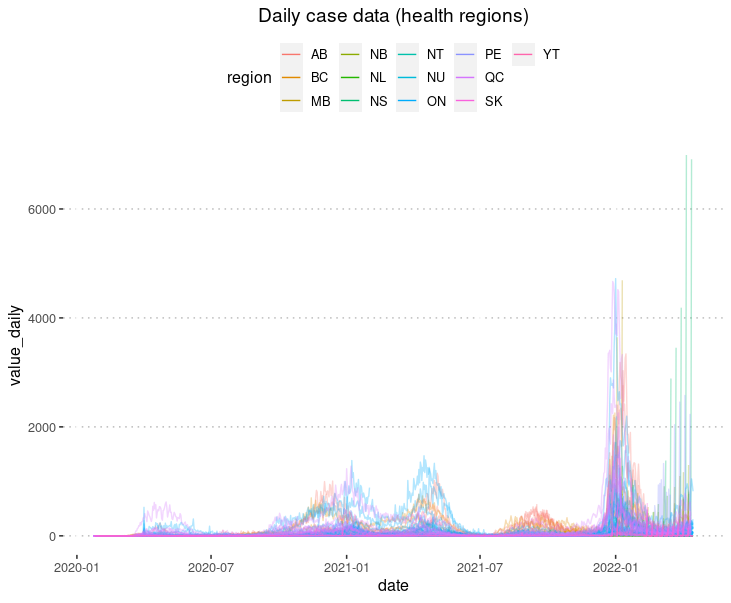 Daily case data (health regions)
AB NB NT PE YT
region BC NL NU QC
MB NS ON SK
6000
4000
2000
0
value_daily
2020-01 2020-07 2021-01 2021-07 2022-01
date